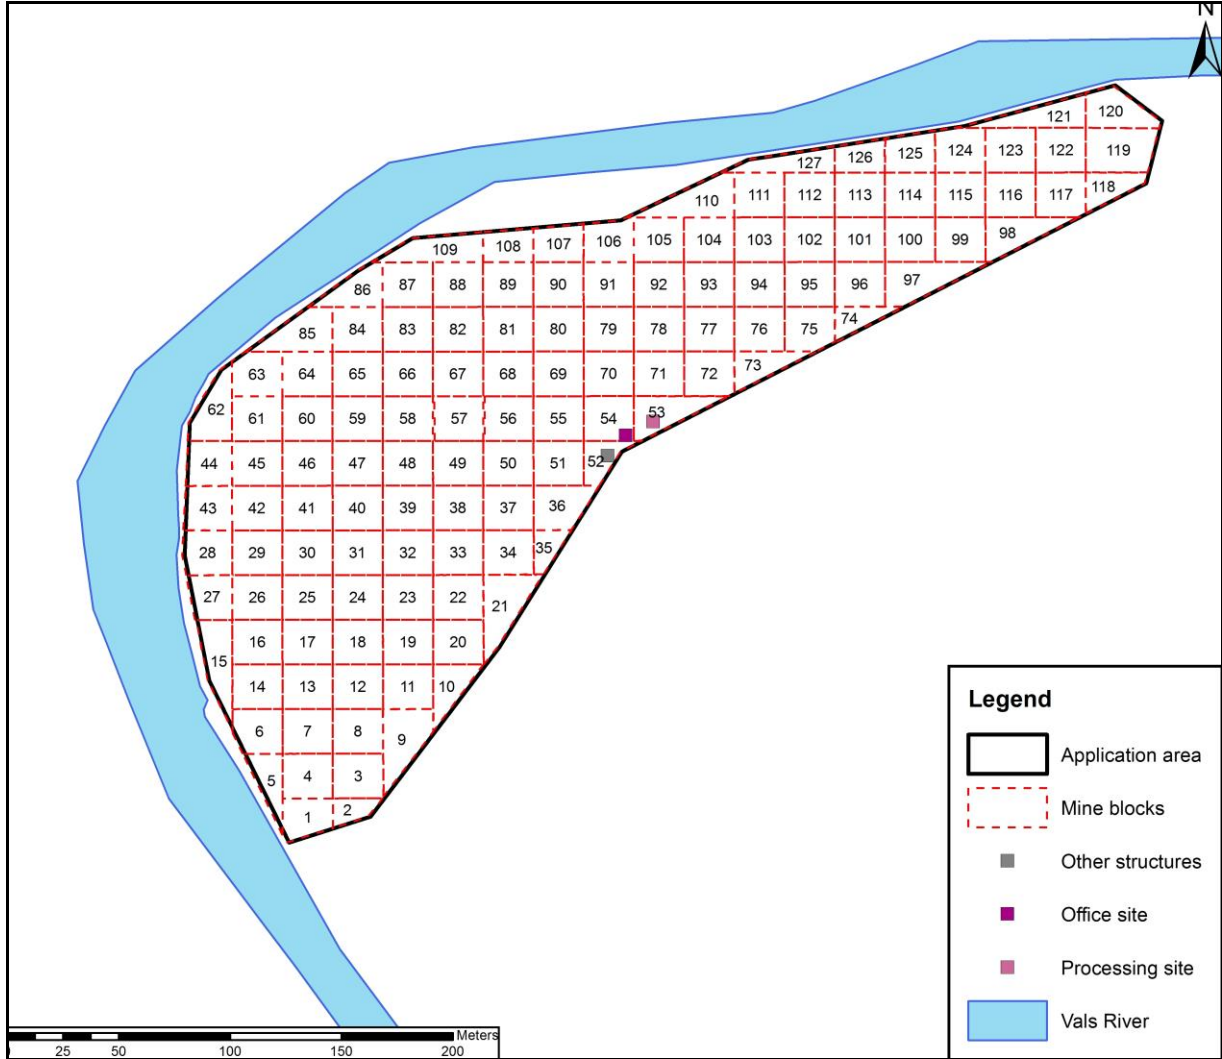 N
121 120
127 126 125 124 123 122 119
110 111 112 113 114 115 116 117 118
109 108 107 106 105 104 103 102 101 100 99 98
86 87 88 89 90 91 92 93 94 95 96 97
85 84 83 82 81 80 79 78 77 76 75 74
63 64 65 66 67 68 69 70 71 72 73
62 61 60 59 58 57 56 55 54 53
44 45 46 47 48 49 50 51 52
43 42 41 40 39 38 37 36
28 29 30 31 32 33 34 35
27 26 25 24 23 22 21
15 16 17 18 19 20
14 13 12 11 10
6 7 8 9
5 4 3
1 2
Legend
Application area
Mine blocks
Other structures
Office site
Processing site
Vals River
Meters
25 50 100 150 200